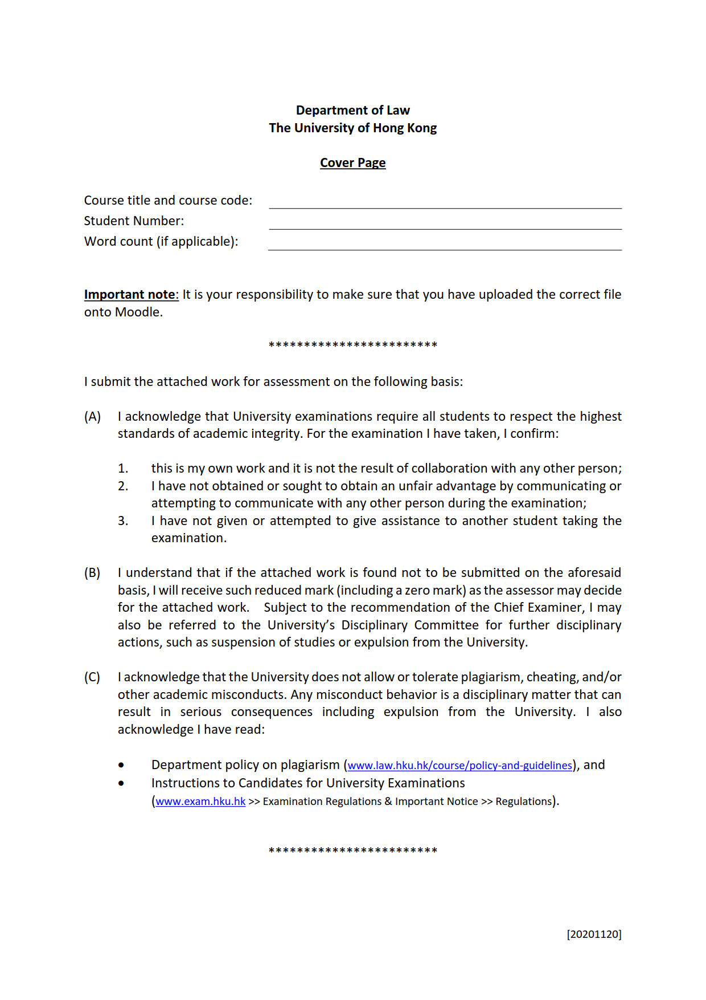 Department of Law
The University of Hong Kong
Cover Page
Course title and course code:
Student Number:
Word count (if applicable):
Important note: It is your responsibility to make sure that you have uploaded the correct file
onto Moodle.
************************
I submit the attached work for assessment on the following basis:
(A) I acknowledge that University examinations require all students to respect the highest
standards of academic integrity. For the examination I have taken, I confirm:
1. this is my own work and it is not the result of collaboration with any other person;
2. I have not obtained or sought to obtain an unfair advantage by communicating or
attempting to communicate with any other person during the examination;
3. I have not given or attempted to give assistance to another student taking the
examination.
(B) I understand that if the attached work is found not to be submitted on the aforesaid
basis, I will receive such reduced mark (including a zero mark) as the assessor may decide
for the attached work. Subject to the recommendation of the Chief Examiner, I may
also be referred to the University’s Disciplinary Committee for further disciplinary
actions, such as suspension of studies or expulsion from the University.
(C) I acknowledge that the University does not allow or tolerate plagiarism, cheating, and/or
other academic misconducts. Any misconduct behavior is a disciplinary matter that can
result in serious consequences including expulsion from the University. I also
acknowledge I have read:
• Department policy on plagiarism (www.law.hku.hk/course/policy-and-guidelines), and
• Instructions to Candidates for University Examinations
(www.exam.hku.hk >> Examination Regulations & Important Notice >> Regulations).
************************
[20201120]